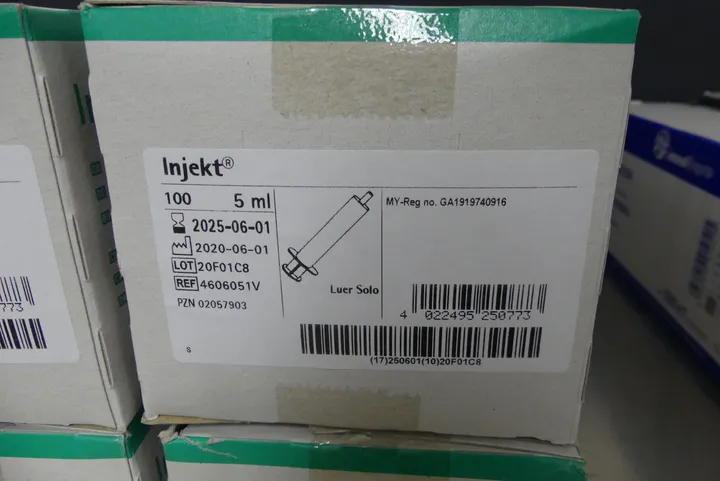 Injekt®
100 5 ml
2025-06-01
2020-06-01
LOT 20F01C8
REF 4606051V
PZN 02057903
Luer Solo
MY-Reg no. GA1919740916
4 022495 250773
(17)250601(10)20F01C8
S
773